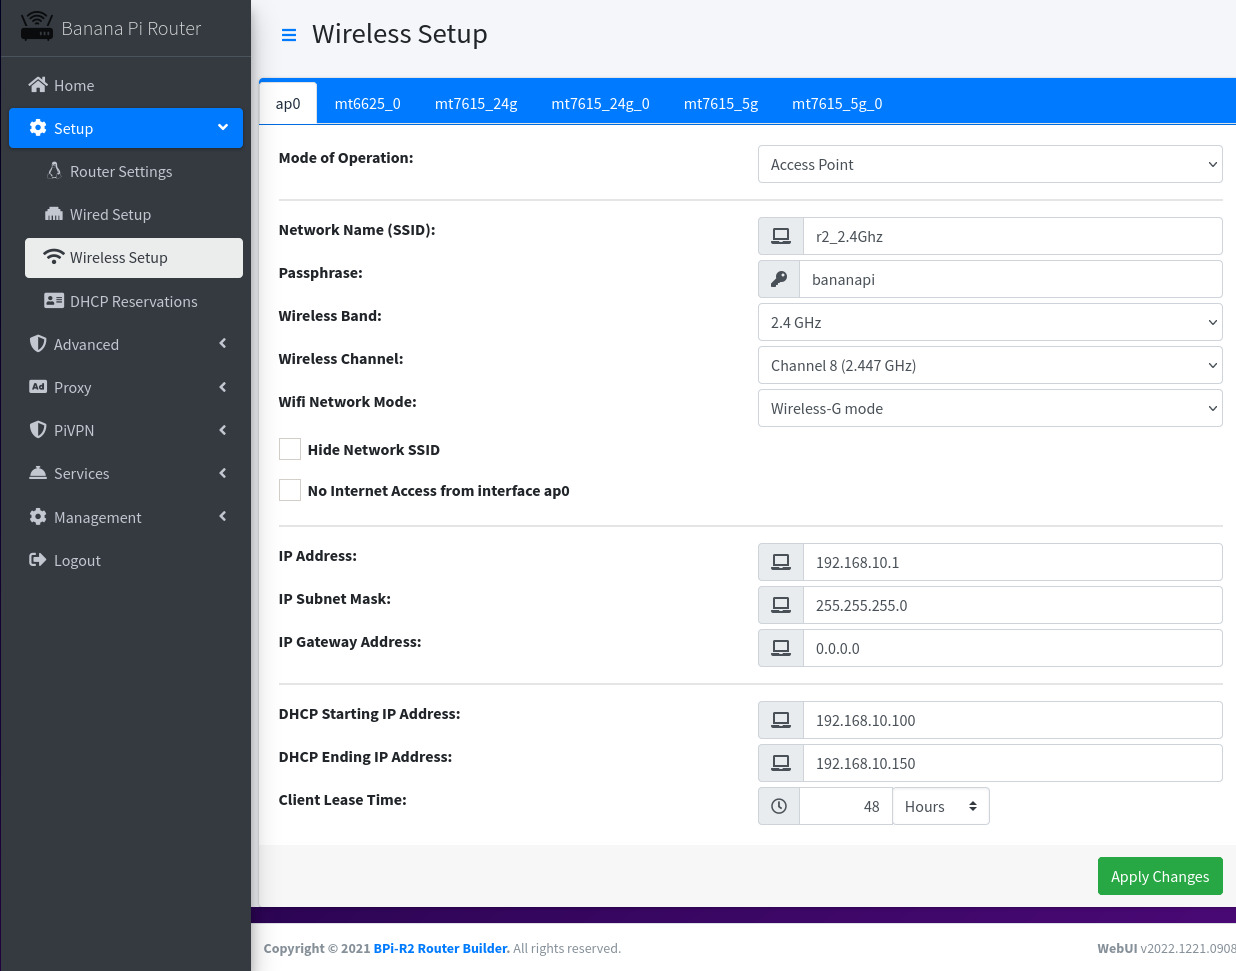 Banana Pi Router
Wireless Setup
Home
Setup
Router Settings
Wired Setup
Wireless Setup
DHCP Reservations
Advanced
Ad Proxy
PiVPN
Services
Management
Logout
ap0 mt6625_0 mt7615_24g mt7615_24g_0 mt7615_5g mt7615_5g_0
Mode of Operation: Access Point
Network Name (SSID): r2_2.4Ghz
Passphrase: bananapi
Wireless Band: 2.4 GHz
Wireless Channel: Channel 8 (2.447 GHz)
Wifi Network Mode: Wireless-G mode
Hide Network SSID
No Internet Access from interface ap0
IP Address: 192.168.10.1
IP Subnet Mask: 255.255.255.0
IP Gateway Address: 0.0.0.0
DHCP Starting IP Address: 192.168.10.100
DHCP Ending IP Address: 192.168.10.150
Client Lease Time: 48 Hours
Apply Changes
Copyright © 2021 BPi-R2 Router Builder. All rights reserved. WebUI v2022.1221.0908